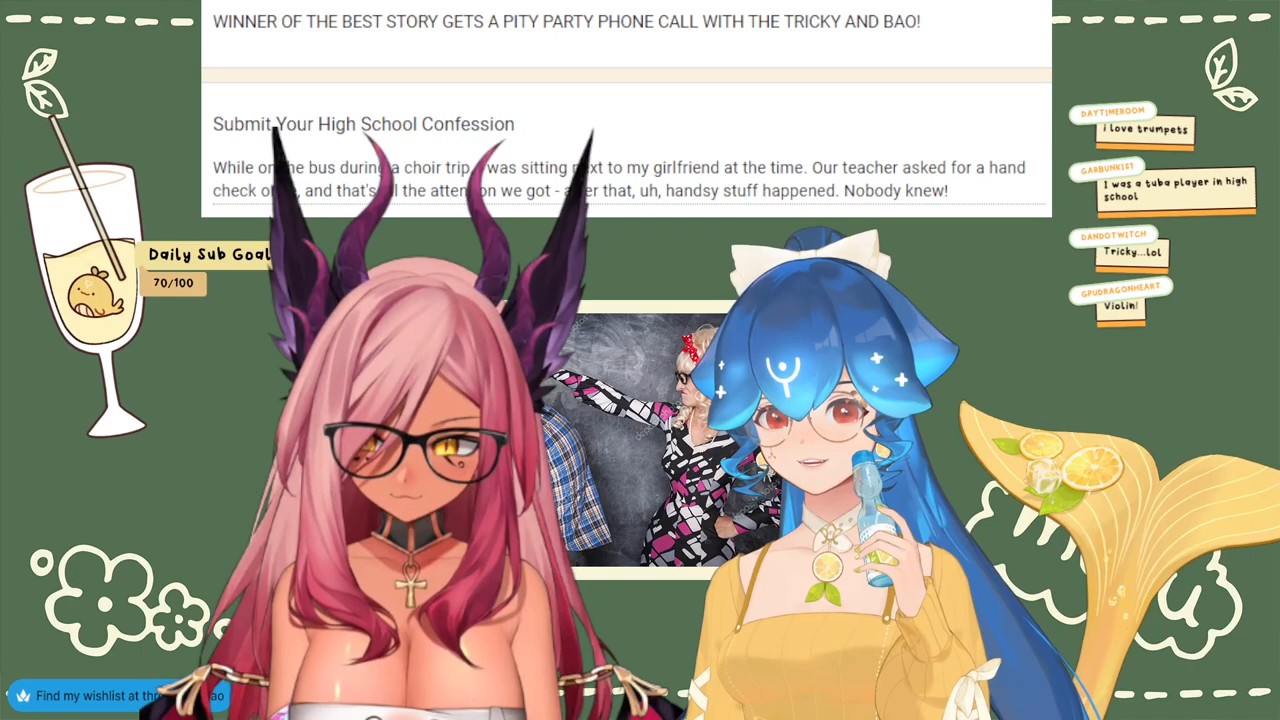 WINNER OF THE BEST STORY GETS A PITY PARTY PHONE CALL WITH THE TRICKY AND BAO!
Submit Your High School Confession
While on the bus during a choir trip, I was sitting next to my girlfriend at the time. Our teacher asked for a hand
check o and that's all the attention we got - after that, uh, handsy stuff happened. Nobody knew!
DAYTIMEROOM
i love trumpets
GARBUNKIS1
I was a tuba player in high
school
DANDOTWITCH
Tricky...lol
GPUDRAGONHEART
Violin!
Daily Sub Goal
70/100
Find my wishlist at thr ao